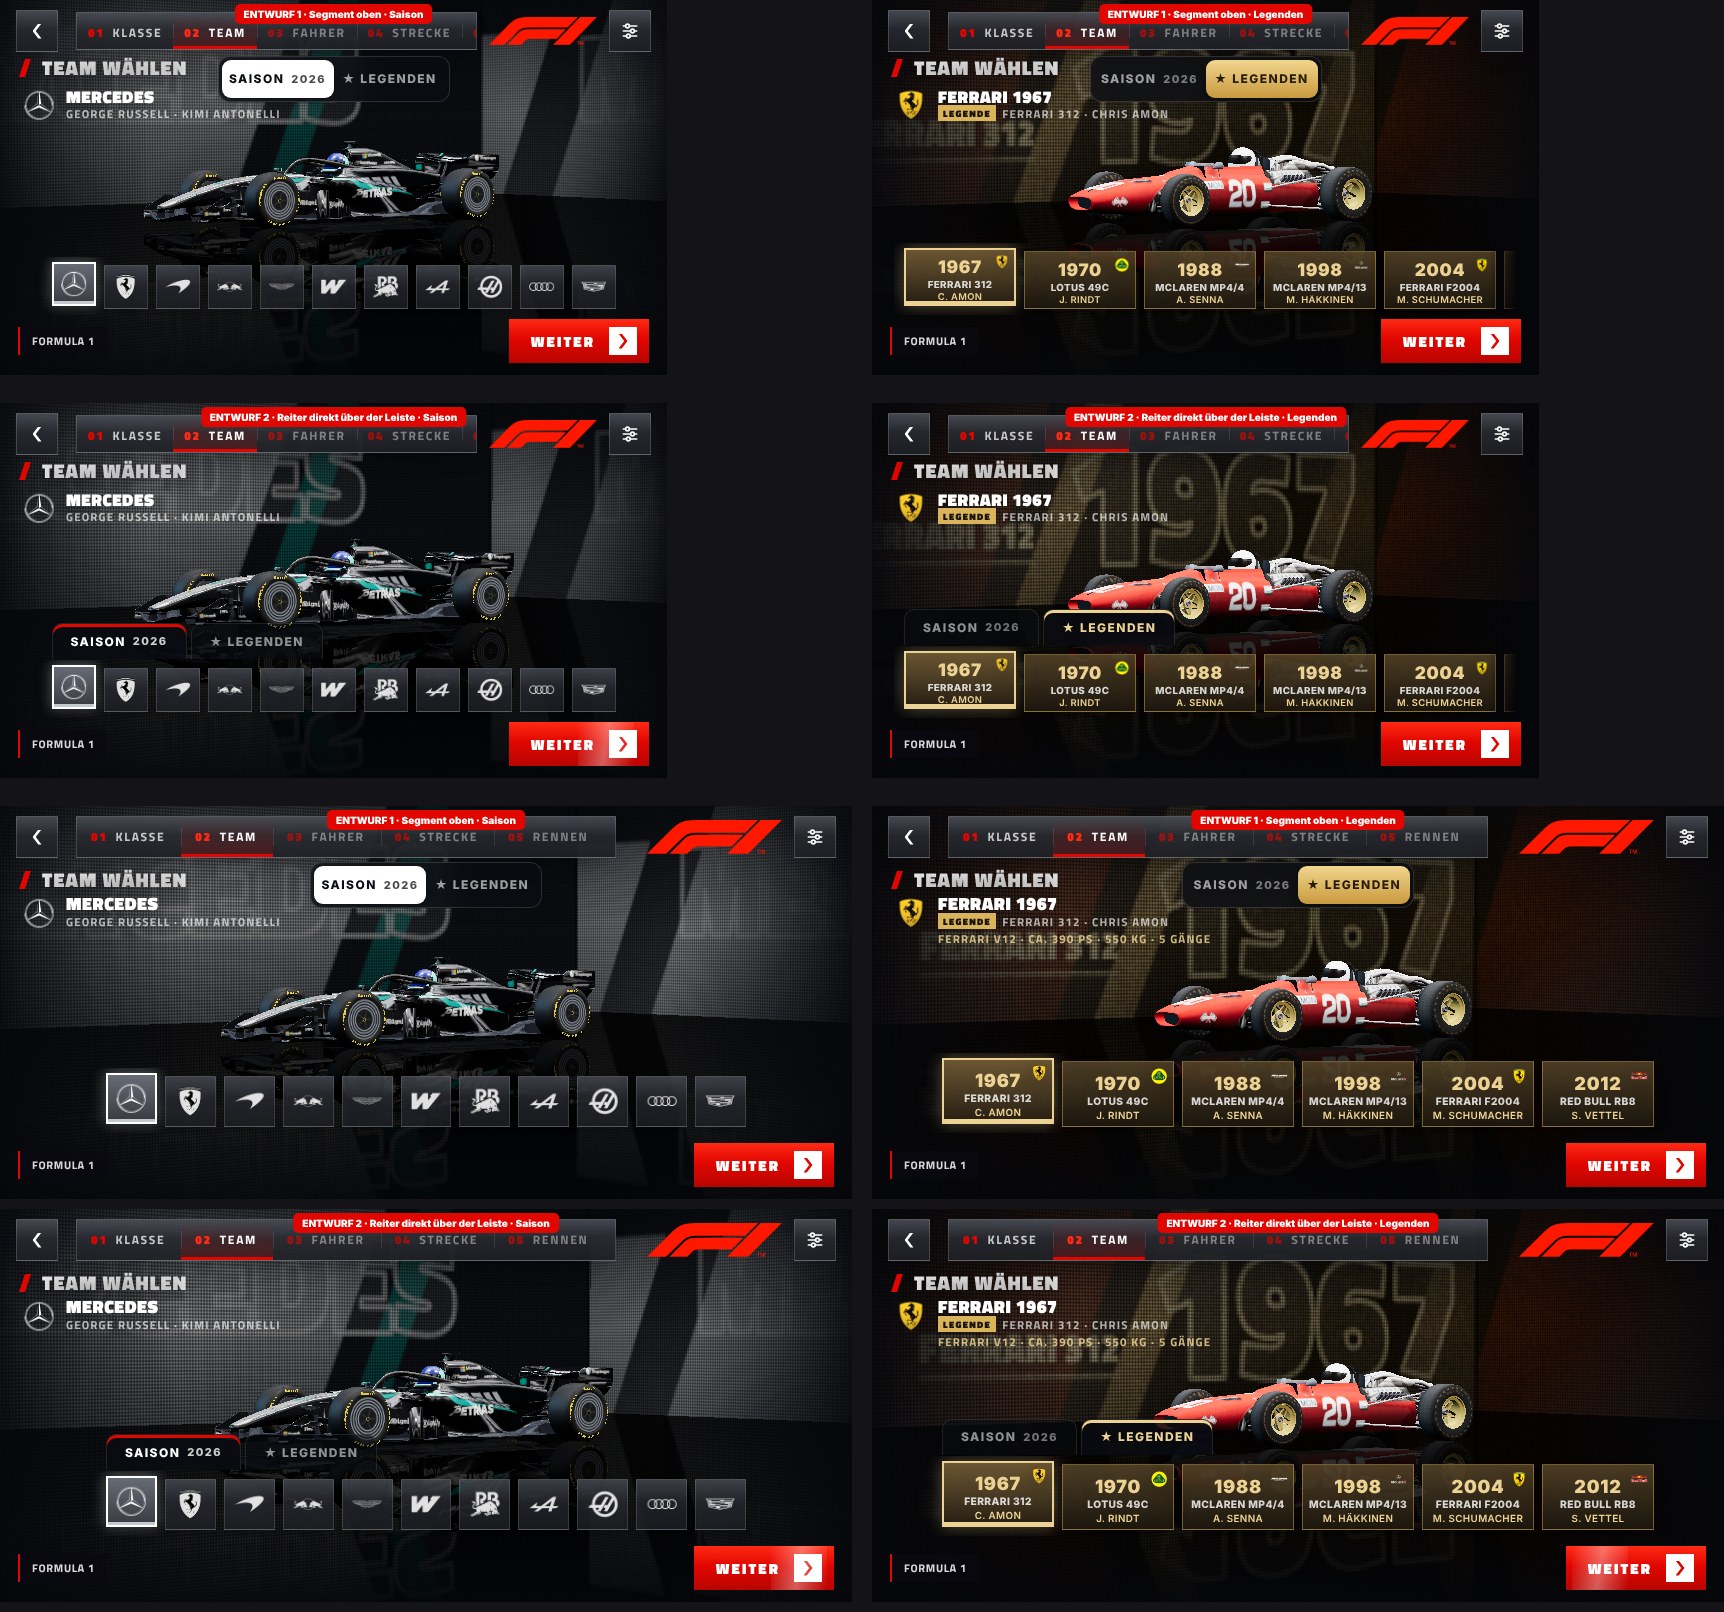 ENTWURF 1 · Segment oben · Saison
01 KLASSE 02 TEAM 03 FAHRER 04 STRECKE
TEAM WÄHLEN
SAISON 2026 ★ LEGENDEN
MERCEDES
GEORGE RUSSELL · KIMI ANTONELLI
PETRAS
FORMULA 1
WEITER
ENTWURF 1 · Segment oben · Legenden
01 KLASSE 02 TEAM 03 FAHRER 04 STRECKE
TEAM WÄHLEN
SAISON 2026 ★ LEGENDEN
FERRARI 1967
LEGENDE FERRARI 312 · CHRIS AMON
1967
20
1967 FERRARI 312 C. AMON
1970 LOTUS 49C J. RINDT
1988 MCLAREN MP4/4 A. SENNA
1998 MCLAREN MP4/13 M. HÄKKINEN
2004 FERRARI F2004 M. SCHUMACHER
FORMULA 1
WEITER
ENTWURF 2 · Reiter direkt über der Leiste · Saison
01 KLASSE 02 TEAM 03 FAHRER 04 STRECKE
TEAM WÄHLEN
MERCEDES
GEORGE RUSSELL · KIMI ANTONELLI
PETRAS
SAISON 2026 ★ LEGENDEN
FORMULA 1
WEITER
ENTWURF 2 · Reiter direkt über der Leiste · Legenden
01 KLASSE 02 TEAM 03 FAHRER 04 STRECKE
TEAM WÄHLEN
FERRARI 1967
LEGENDE FERRARI 312 · CHRIS AMON
1967
20
SAISON 2026 ★ LEGENDEN
1967 FERRARI 312 C. AMON
1970 LOTUS 49C J. RINDT
1988 MCLAREN MP4/4 A. SENNA
1998 MCLAREN MP4/13 M. HÄKKINEN
2004 FERRARI F2004 M. SCHUMACHER
FORMULA 1
WEITER
ENTWURF 1 · Segment oben · Saison
01 KLASSE 02 TEAM 03 FAHRER 04 STRECKE 05 RENNEN
TEAM WÄHLEN
SAISON 2026 ★ LEGENDEN
MERCEDES
GEORGE RUSSELL · KIMI ANTONELLI
PETRAS
FORMULA 1
WEITER
ENTWURF 1 · Segment oben · Legenden
01 KLASSE 02 TEAM 03 FAHRER 04 STRECKE 05 RENNEN
TEAM WÄHLEN
SAISON 2026 ★ LEGENDEN
FERRARI 1967
LEGENDE FERRARI 312 · CHRIS AMON
FERRARI V12 · CA. 390 PS · 550 KG · 5 GÄNGE
1967
20
1967 FERRARI 312 C. AMON
1970 LOTUS 49C J. RINDT
1988 MCLAREN MP4/4 A. SENNA
1998 MCLAREN MP4/13 M. HÄKKINEN
2004 FERRARI F2004 M. SCHUMACHER
2012 RED BULL RB8 S. VETTEL
FORMULA 1
WEITER
ENTWURF 2 · Reiter direkt über der Leiste · Saison
01 KLASSE 02 TEAM 03 FAHRER 04 STRECKE 05 RENNEN
TEAM WÄHLEN
MERCEDES
GEORGE RUSSELL · KIMI ANTONELLI
PETRAS
SAISON 2026 ★ LEGENDEN
FORMULA 1
WEITER
ENTWURF 2 · Reiter direkt über der Leiste · Legenden
01 KLASSE 02 TEAM 03 FAHRER 04 STRECKE 05 RENNEN
TEAM WÄHLEN
FERRARI 1967
LEGENDE FERRARI 312 · CHRIS AMON
FERRARI V12 · CA. 390 PS · 550 KG · 5 GÄNGE
1967
20
SAISON 2026 ★ LEGENDEN
1967 FERRARI 312 C. AMON
1970 LOTUS 49C J. RINDT
1988 MCLAREN MP4/4 A. SENNA
1998 MCLAREN MP4/13 M. HÄKKINEN
2004 FERRARI F2004 M. SCHUMACHER
2012 RED BULL RB8 S. VETTEL
FORMULA 1
WEITER